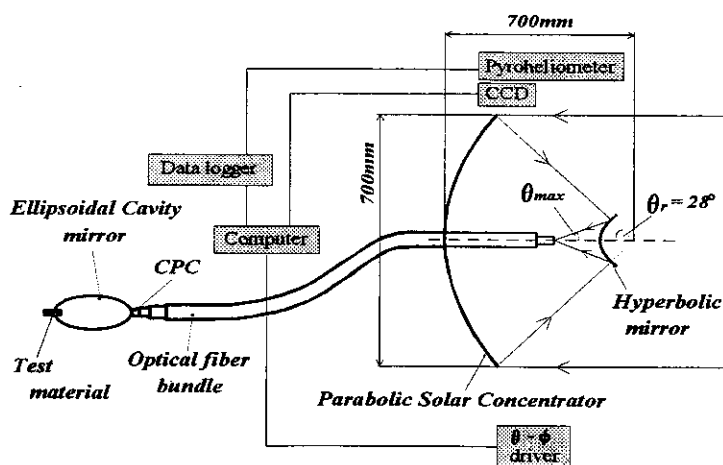 700mm
Pyroheliometer
CCD
700mm
Data logger
θmax
θr = 28°
Ellipsoidal Cavity
mirror
Computer
CPC
Hyperbolic
mirror
Test
material
Optical fiber
bundle
Parabolic Solar Concentrator
θ - ϕ
driver